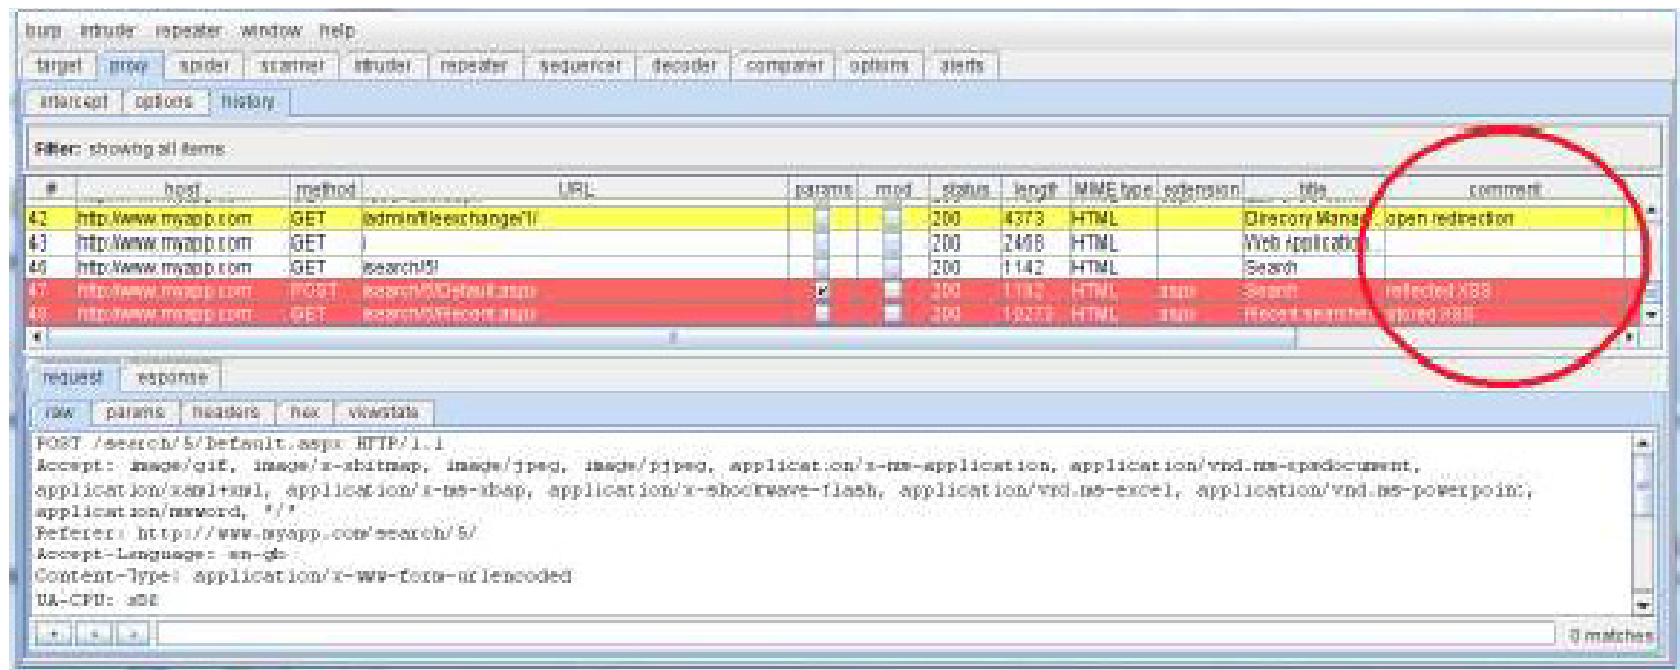 burp intruder repeater window help
target proxy spider scanner intruder repeater sequencer decoder comparer options alerts
intercept options history
Filter: showing all items
# host method URL params mod status length MIME type extension title comment
42 http://www.myapp.com GET /admin/fileexchange/1/ 200 4373 HTML Direcory Manag... open redirection
43 http://www.myapp.com GET / 200 2468 HTML Web Application...
46 http://www.myapp.com GET /search/5/ 200 1142 HTML Search
47 http://www.myapp.com POST /search/5/Default.aspx 200 HTML aspx Search reflected XSS
http://www.myapp.com GET /search/5/Recent.aspx 200 HTML aspx Recent searches stored XSS
request response
raw params headers hex viewstate
POST /search/5/Default.aspx HTTP/1.1
Accept: image/gif, image/x-xbitmap, image/jpeg, image/pjpeg, application/x-ms-application, application/vnd.ms-xpsdocument,
application/xaml+xml, application/x-ms-xbap, application/x-shockwave-flash, application/vnd.ms-excel, application/vnd.ms-powerpoint,
application/msword, */*
Referer: http://www.myapp.com/search/5/
Accept-Language: en-gb
Content-Type: application/x-www-form-urlencoded
UA-CPU: x86
+ < > 0 matches